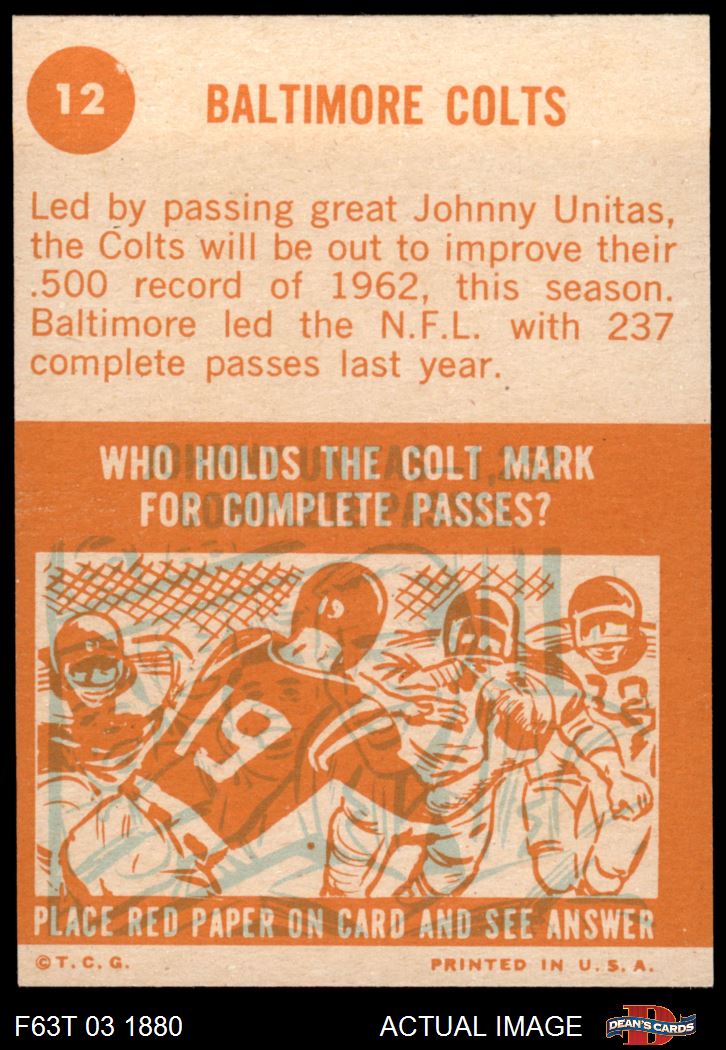 12
BALTIMORE COLTS
Led by passing great Johnny Unitas,
the Colts will be out to improve their
.500 record of 1962, this season.
Baltimore led the N.F.L. with 237
complete passes last year.
WHO HOLDS THE COLT MARK
FOR COMPLETE PASSES?
9
19
PLACE RED PAPER ON CARD AND SEE ANSWER
©T.C.G.
PRINTED IN U.S.A.
F63T 03 1880
ACTUAL IMAGE
D
DEAN'S CARDS